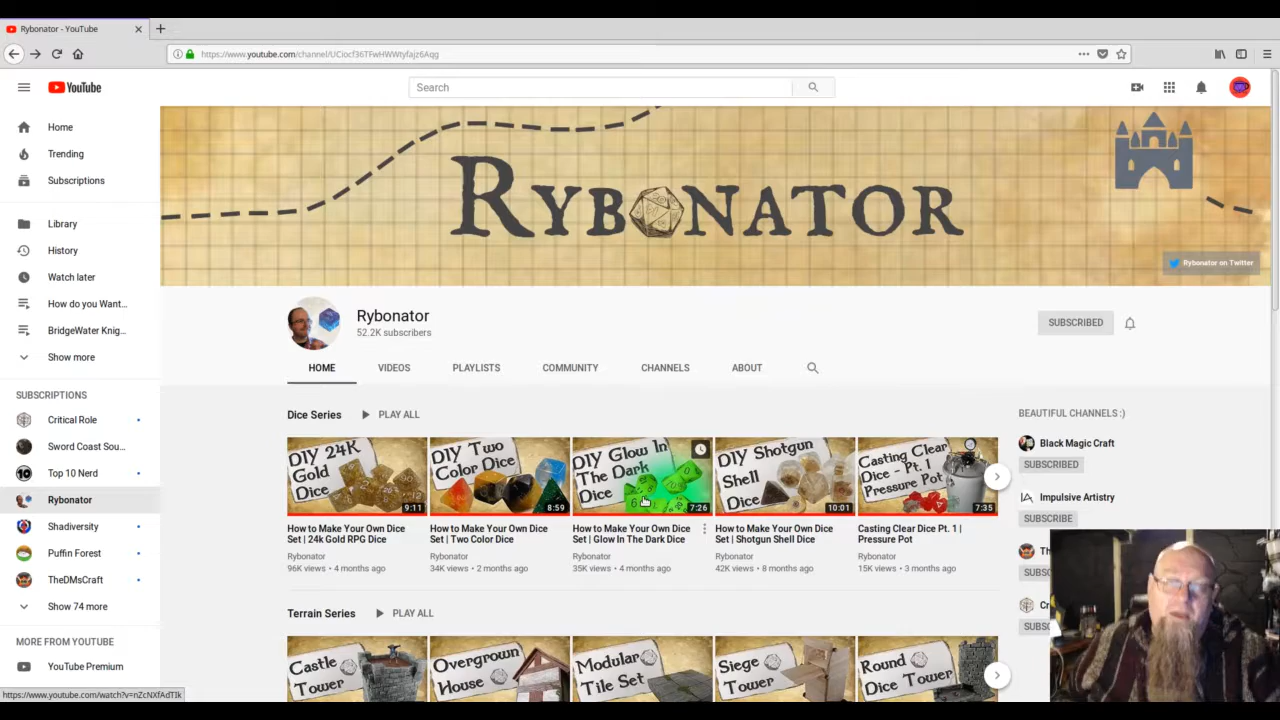 Rybonator - YouTube
https://www.youtube.com/channel/UCiocf36TFwHWWtyfajz6Aqg
YouTube
Search
Home
Trending
Subscriptions
Library
History
Watch later
How do you Want...
BridgeWater Knig...
Show more
SUBSCRIPTIONS
Critical Role
Sword Coast Sou...
Top 10 Nerd
Rybonator
Shadiversity
Puffin Forest
TheDMsCraft
Show 74 more
MORE FROM YOUTUBE
YouTube Premium
https://www.youtube.com/watch?v=nZcNXfAdT1k
RYBONATOR
Rybonator on Twitter
Rybonator
52.2K subscribers
SUBSCRIBED
HOME VIDEOS PLAYLISTS COMMUNITY CHANNELS ABOUT
Dice Series PLAY ALL
DIY 24K Gold Dice
9:11
How to Make Your Own Dice
Set | 24k Gold RPG Dice
Rybonator
96K views • 4 months ago
DIY Two Color Dice
8:59
How to Make Your Own Dice
Set | Two Color Dice
Rybonator
34K views • 2 months ago
DIY Glow In The Dark Dice
7:26
How to Make Your Own Dice
Set | Glow In The Dark Dice
Rybonator
35K views • 4 months ago
DIY Shotgun Shell Dice
10:01
How to Make Your Own Dice
Set | Shotgun Shell Dice
Rybonator
42K views • 8 months ago
Casting Clear Dice - Pt. 1 Pressure Pot
7:35
Casting Clear Dice Pt. 1 |
Pressure Pot
Rybonator
15K views • 3 months ago
Terrain Series PLAY ALL
Castle Tower
Overgrown House
Modular Tile Set
Siege Tower
Round Dice Tower
BEAUTIFUL CHANNELS :)
Black Magic Craft
SUBSCRIBED
Impulsive Artistry
SUBSCRIBE